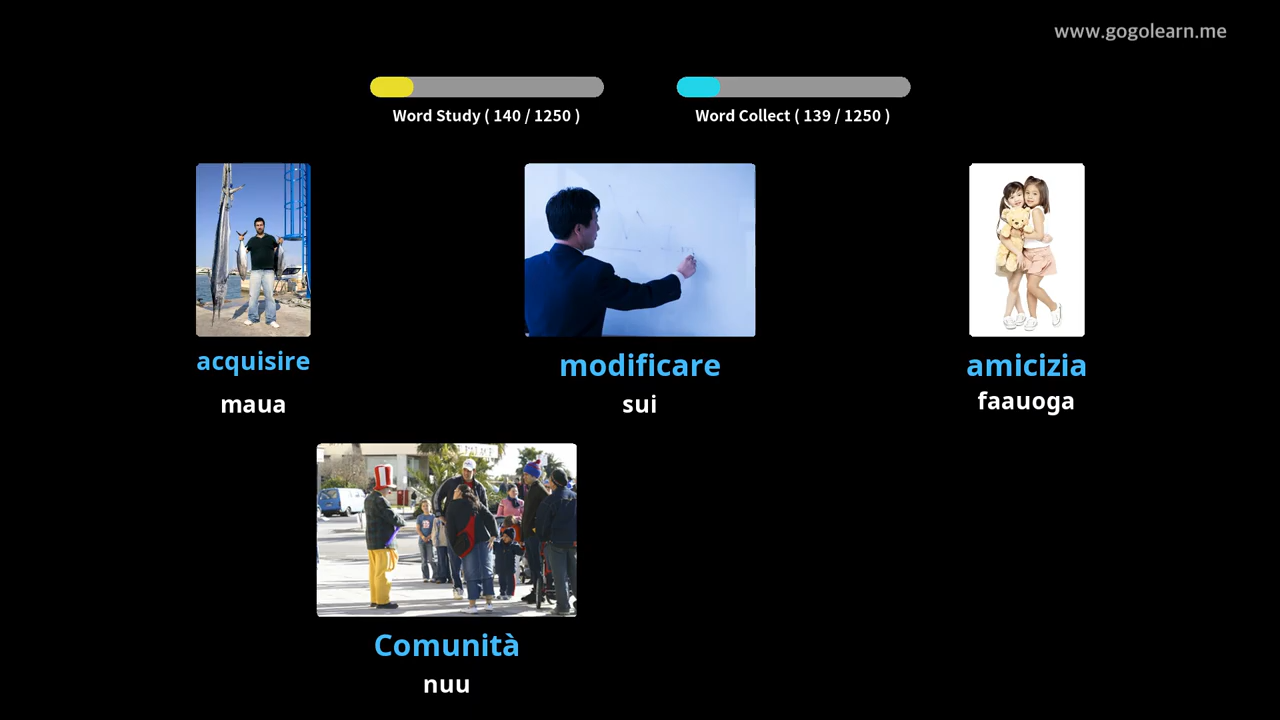 www.gogolearn.me
Word Study ( 140 / 1250 )
Word Collect ( 139 / 1250 )
acquisire
maua
modificare
sui
amicizia
faauoga
Comunità
nuu